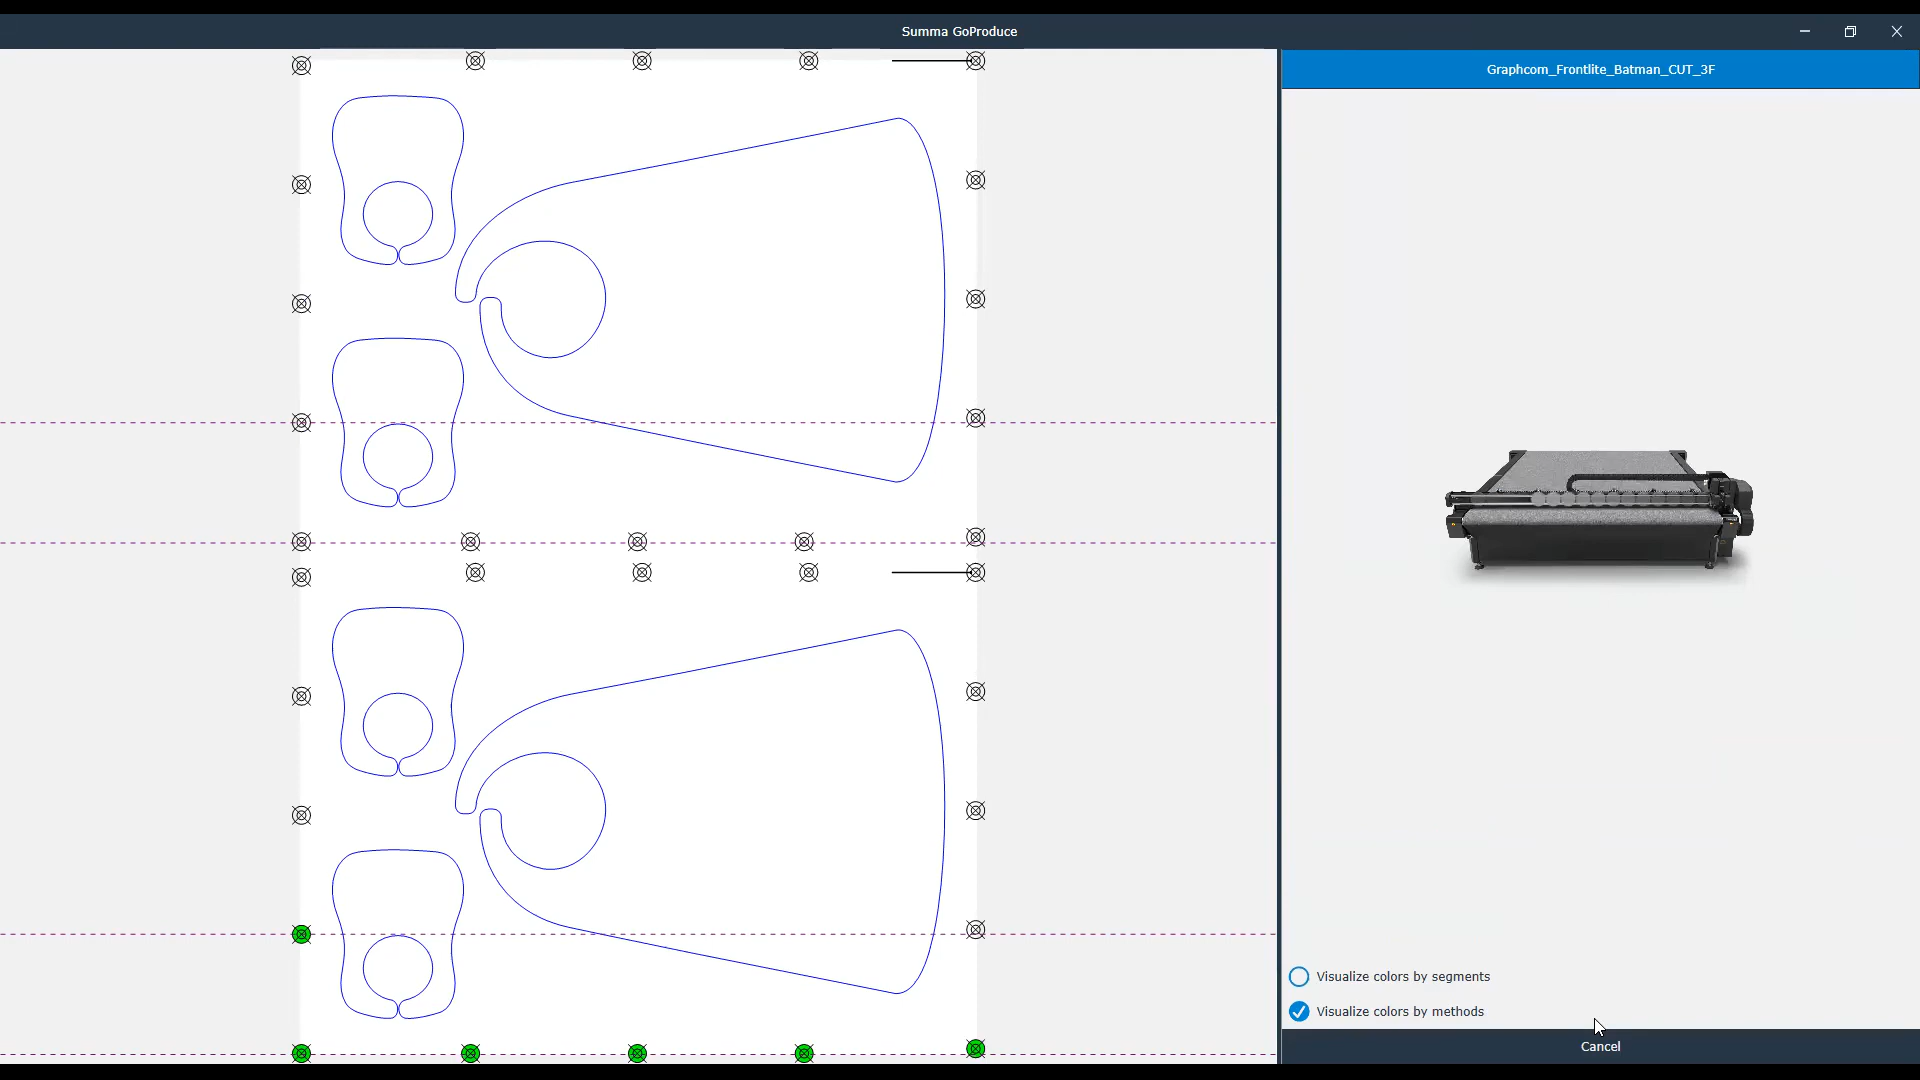 Summa GoProduce
Graphcom_Frontlite_Batman_CUT_3F
Visualize colors by segments
Visualize colors by methods
Cancel